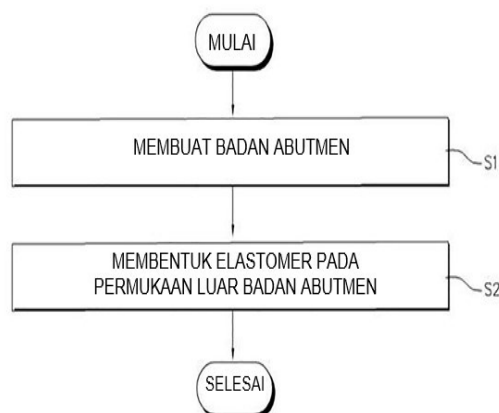 MULAI
MEMBUAT BADAN ABUTMEN
S1
MEMBENTUK ELASTOMER PADA
PERMUKAAN LUAR BADAN ABUTMEN
S2
SELESAI